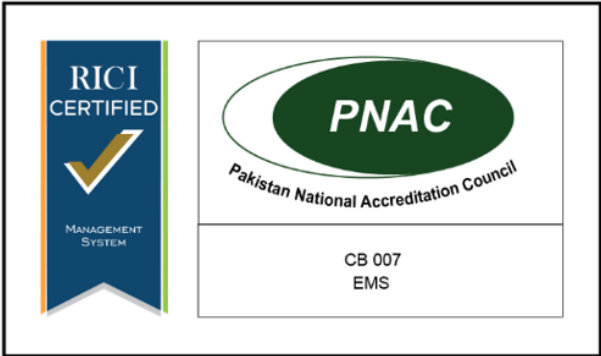 RICI
CERTIFIED
MANAGEMENT
SYSTEM
PNAC
Pakistan National Accreditation Council
CB 007
EMS